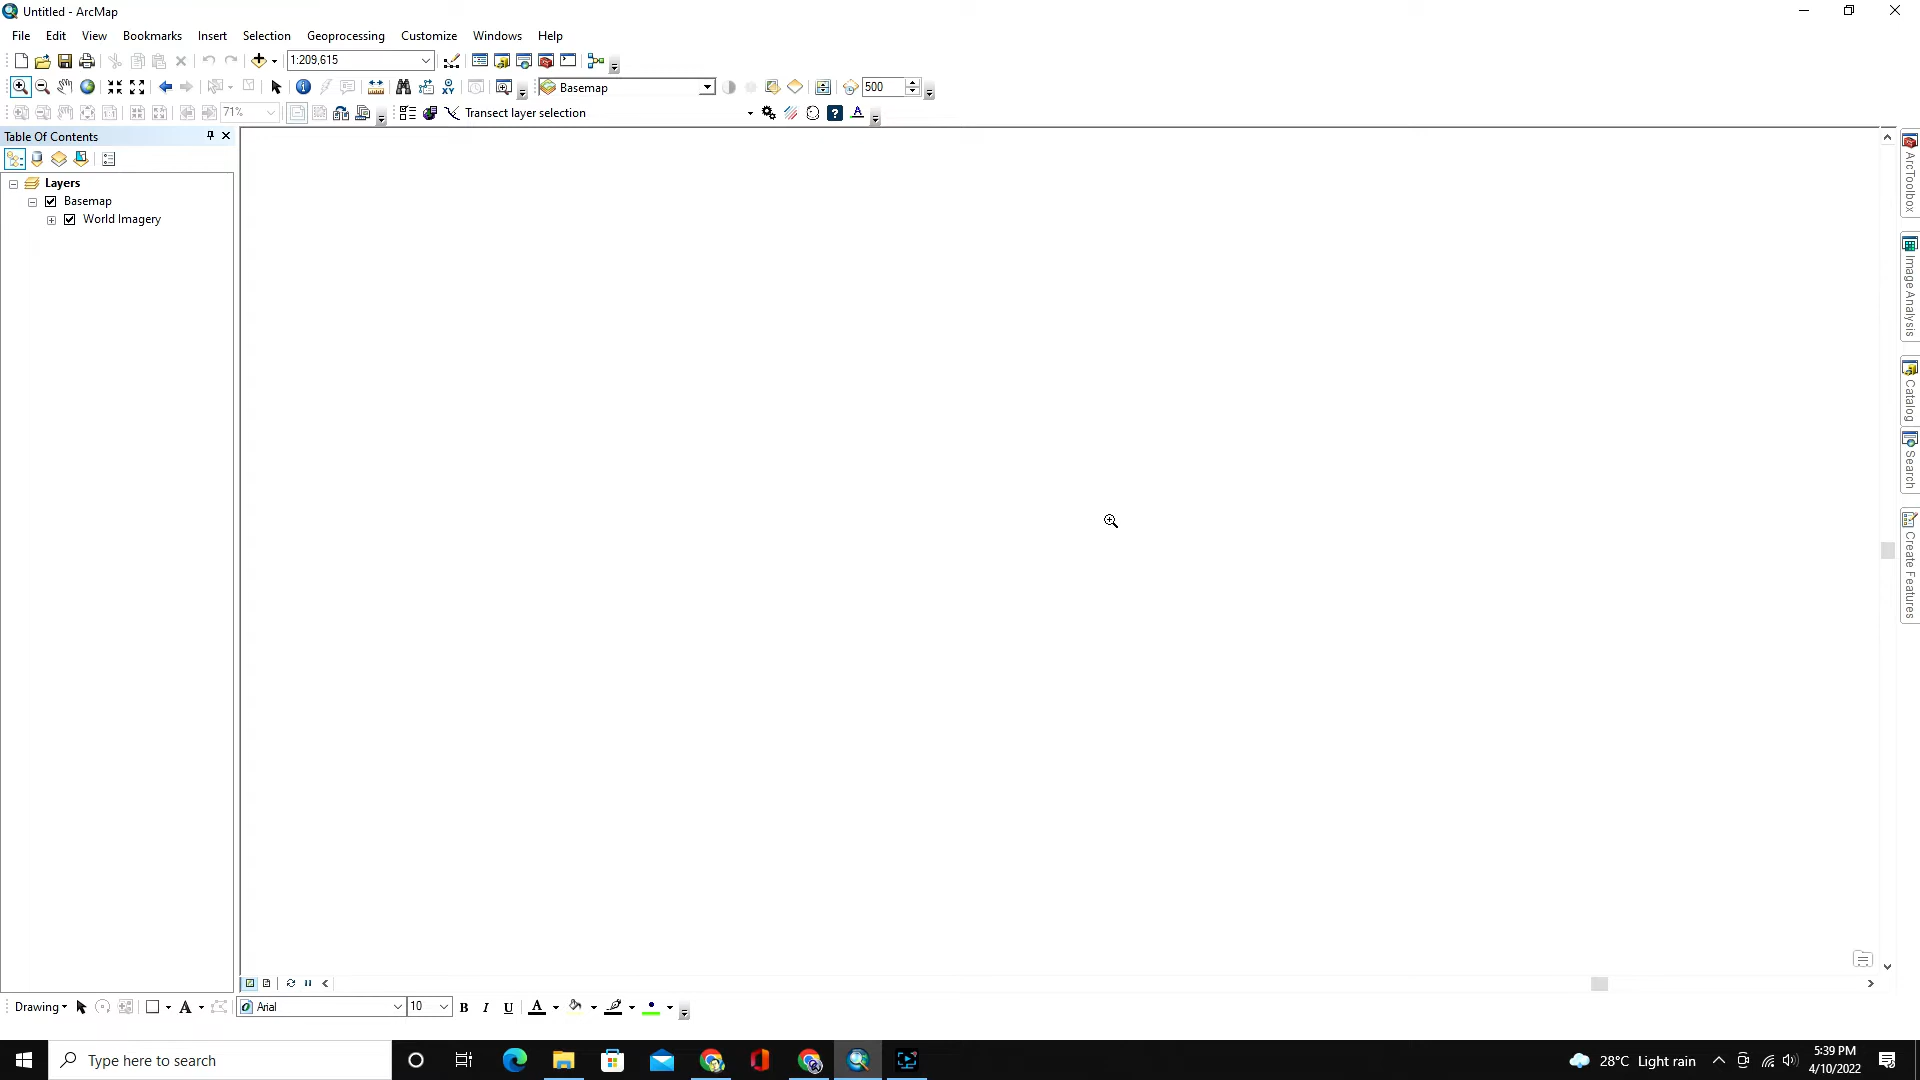 Untitled - ArcMap
File Edit View Bookmarks Insert Selection Geoprocessing Customize Windows Help
1:209,615
Basemap 500
71% Transect layer selection
Table Of Contents
Layers
Basemap
World Imagery
ArcToolbox
Image Analysis
Catalog
Search
Create Features
Drawing A Arial 10 B I U A
Type here to search
28°C Light rain
5:39 PM
4/10/2022